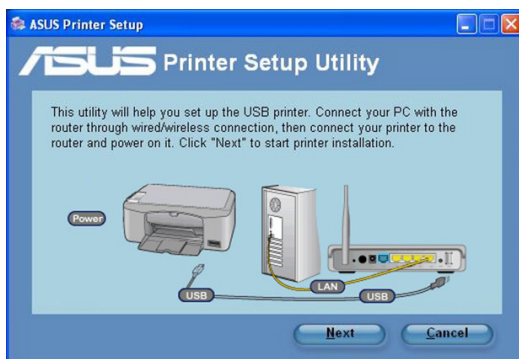 ASUS Printer Setup
ASUS Printer Setup Utility
This utility will help you set up the USB printer. Connect your PC with the
router through wired/wireless connection, then connect your printer to the
router and power on it. Click "Next" to start printer installation.
Power
USB
LAN
USB
Next
Cancel